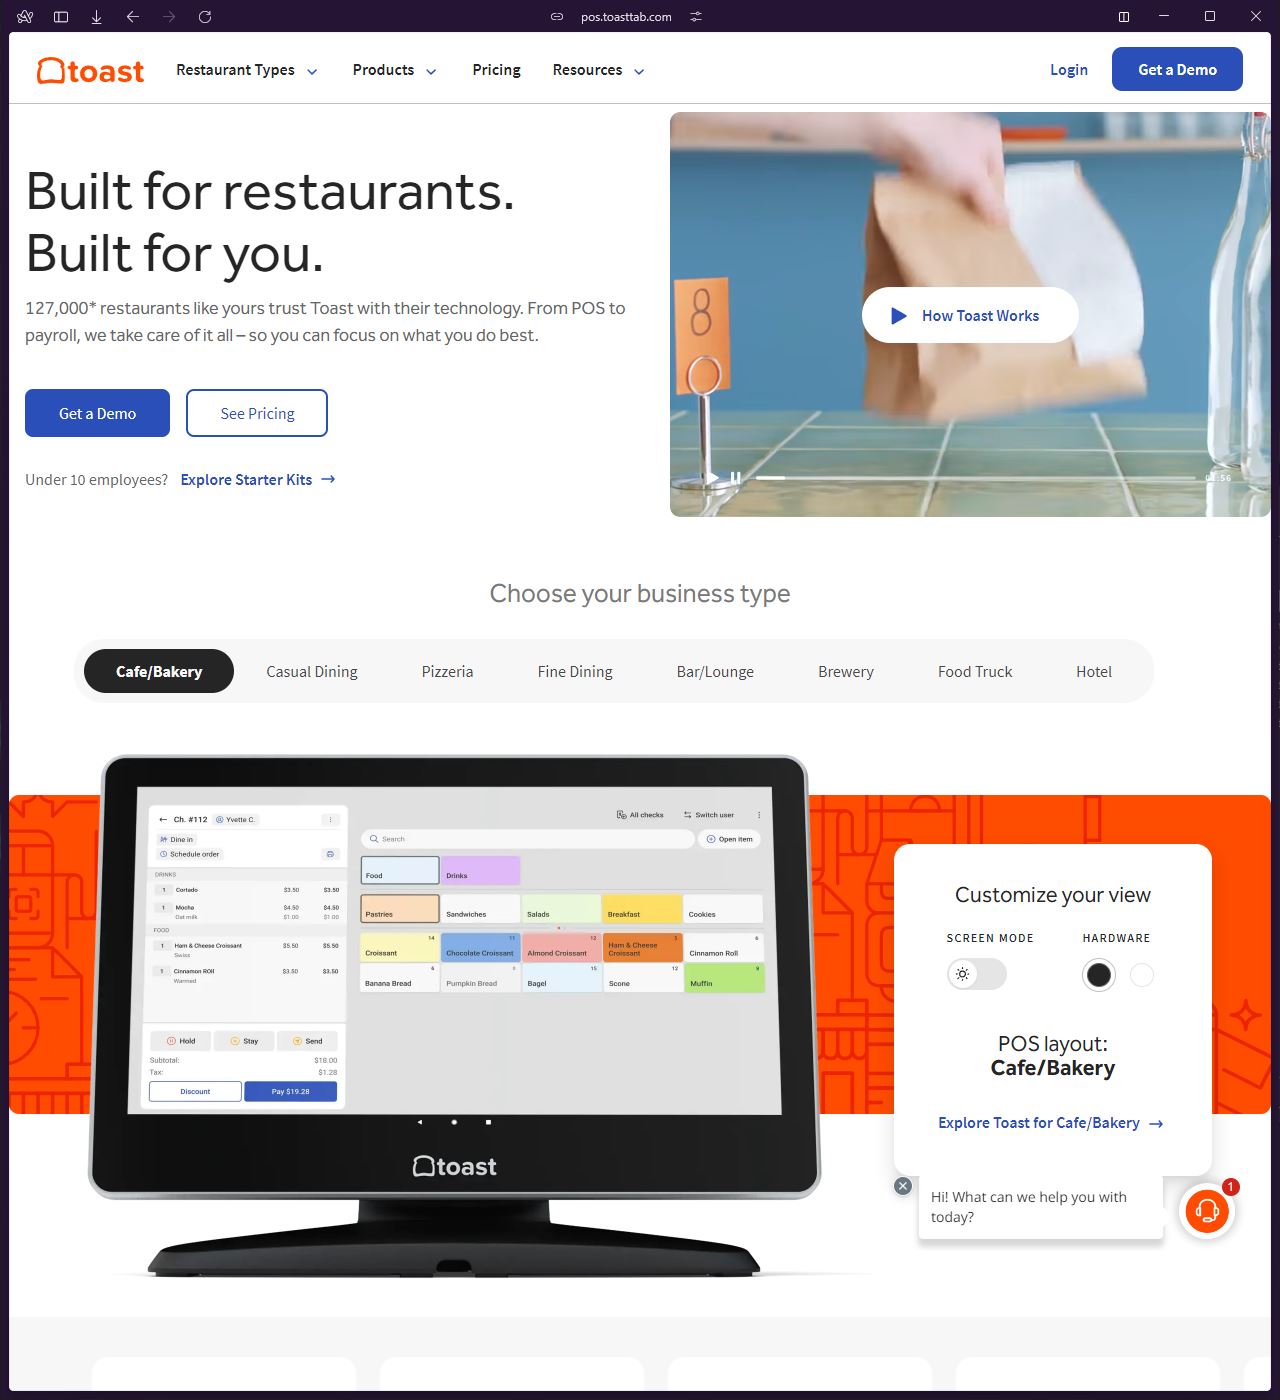 pos.toasttab.com
toast
Restaurant Types
Products
Pricing
Resources
Login
Get a Demo
Built for restaurants.
Built for you.
127,000* restaurants like yours trust Toast with their technology. From POS to
payroll, we take care of it all – so you can focus on what you do best.
Get a Demo
See Pricing
Under 10 employees? Explore Starter Kits →
8
How Toast Works
Choose your business type
Cafe/Bakery
Casual Dining
Pizzeria
Fine Dining
Bar/Lounge
Brewery
Food Truck
Hotel
← Ch. #112 Yvette C.
Dine in
Schedule order
DRINKS
1 Cortado $3.50 $3.50
1 Mocha $4.50 $4.50
Oat milk $1.00 $1.00
FOOD
1 Ham & Cheese Croissant $5.50 $5.50
Swiss
1 Cinnamon ROll $3.50 $3.50
Warmed
Hold
Stay
Send
Subtotal: $18.00
Tax: $1.28
Discount
Pay $19.28
All checks
Switch user
Search
Open item
Food
Drinks
Pastries
Sandwiches
Salads
Breakfast
Cookies
14
Croissant
11
Chocolate Croissant
12
Almond Croissant
Ham & Cheese
Croissant
6
Cinnamon Roll
6
Banana Bread
Pumpkin Bread
15
Bagel
12
Scone
Muffin
toast
Customize your view
SCREEN MODE
HARDWARE
POS layout:
Cafe/Bakery
Explore Toast for Cafe/Bakery →
Hi! What can we help you with
today?
1